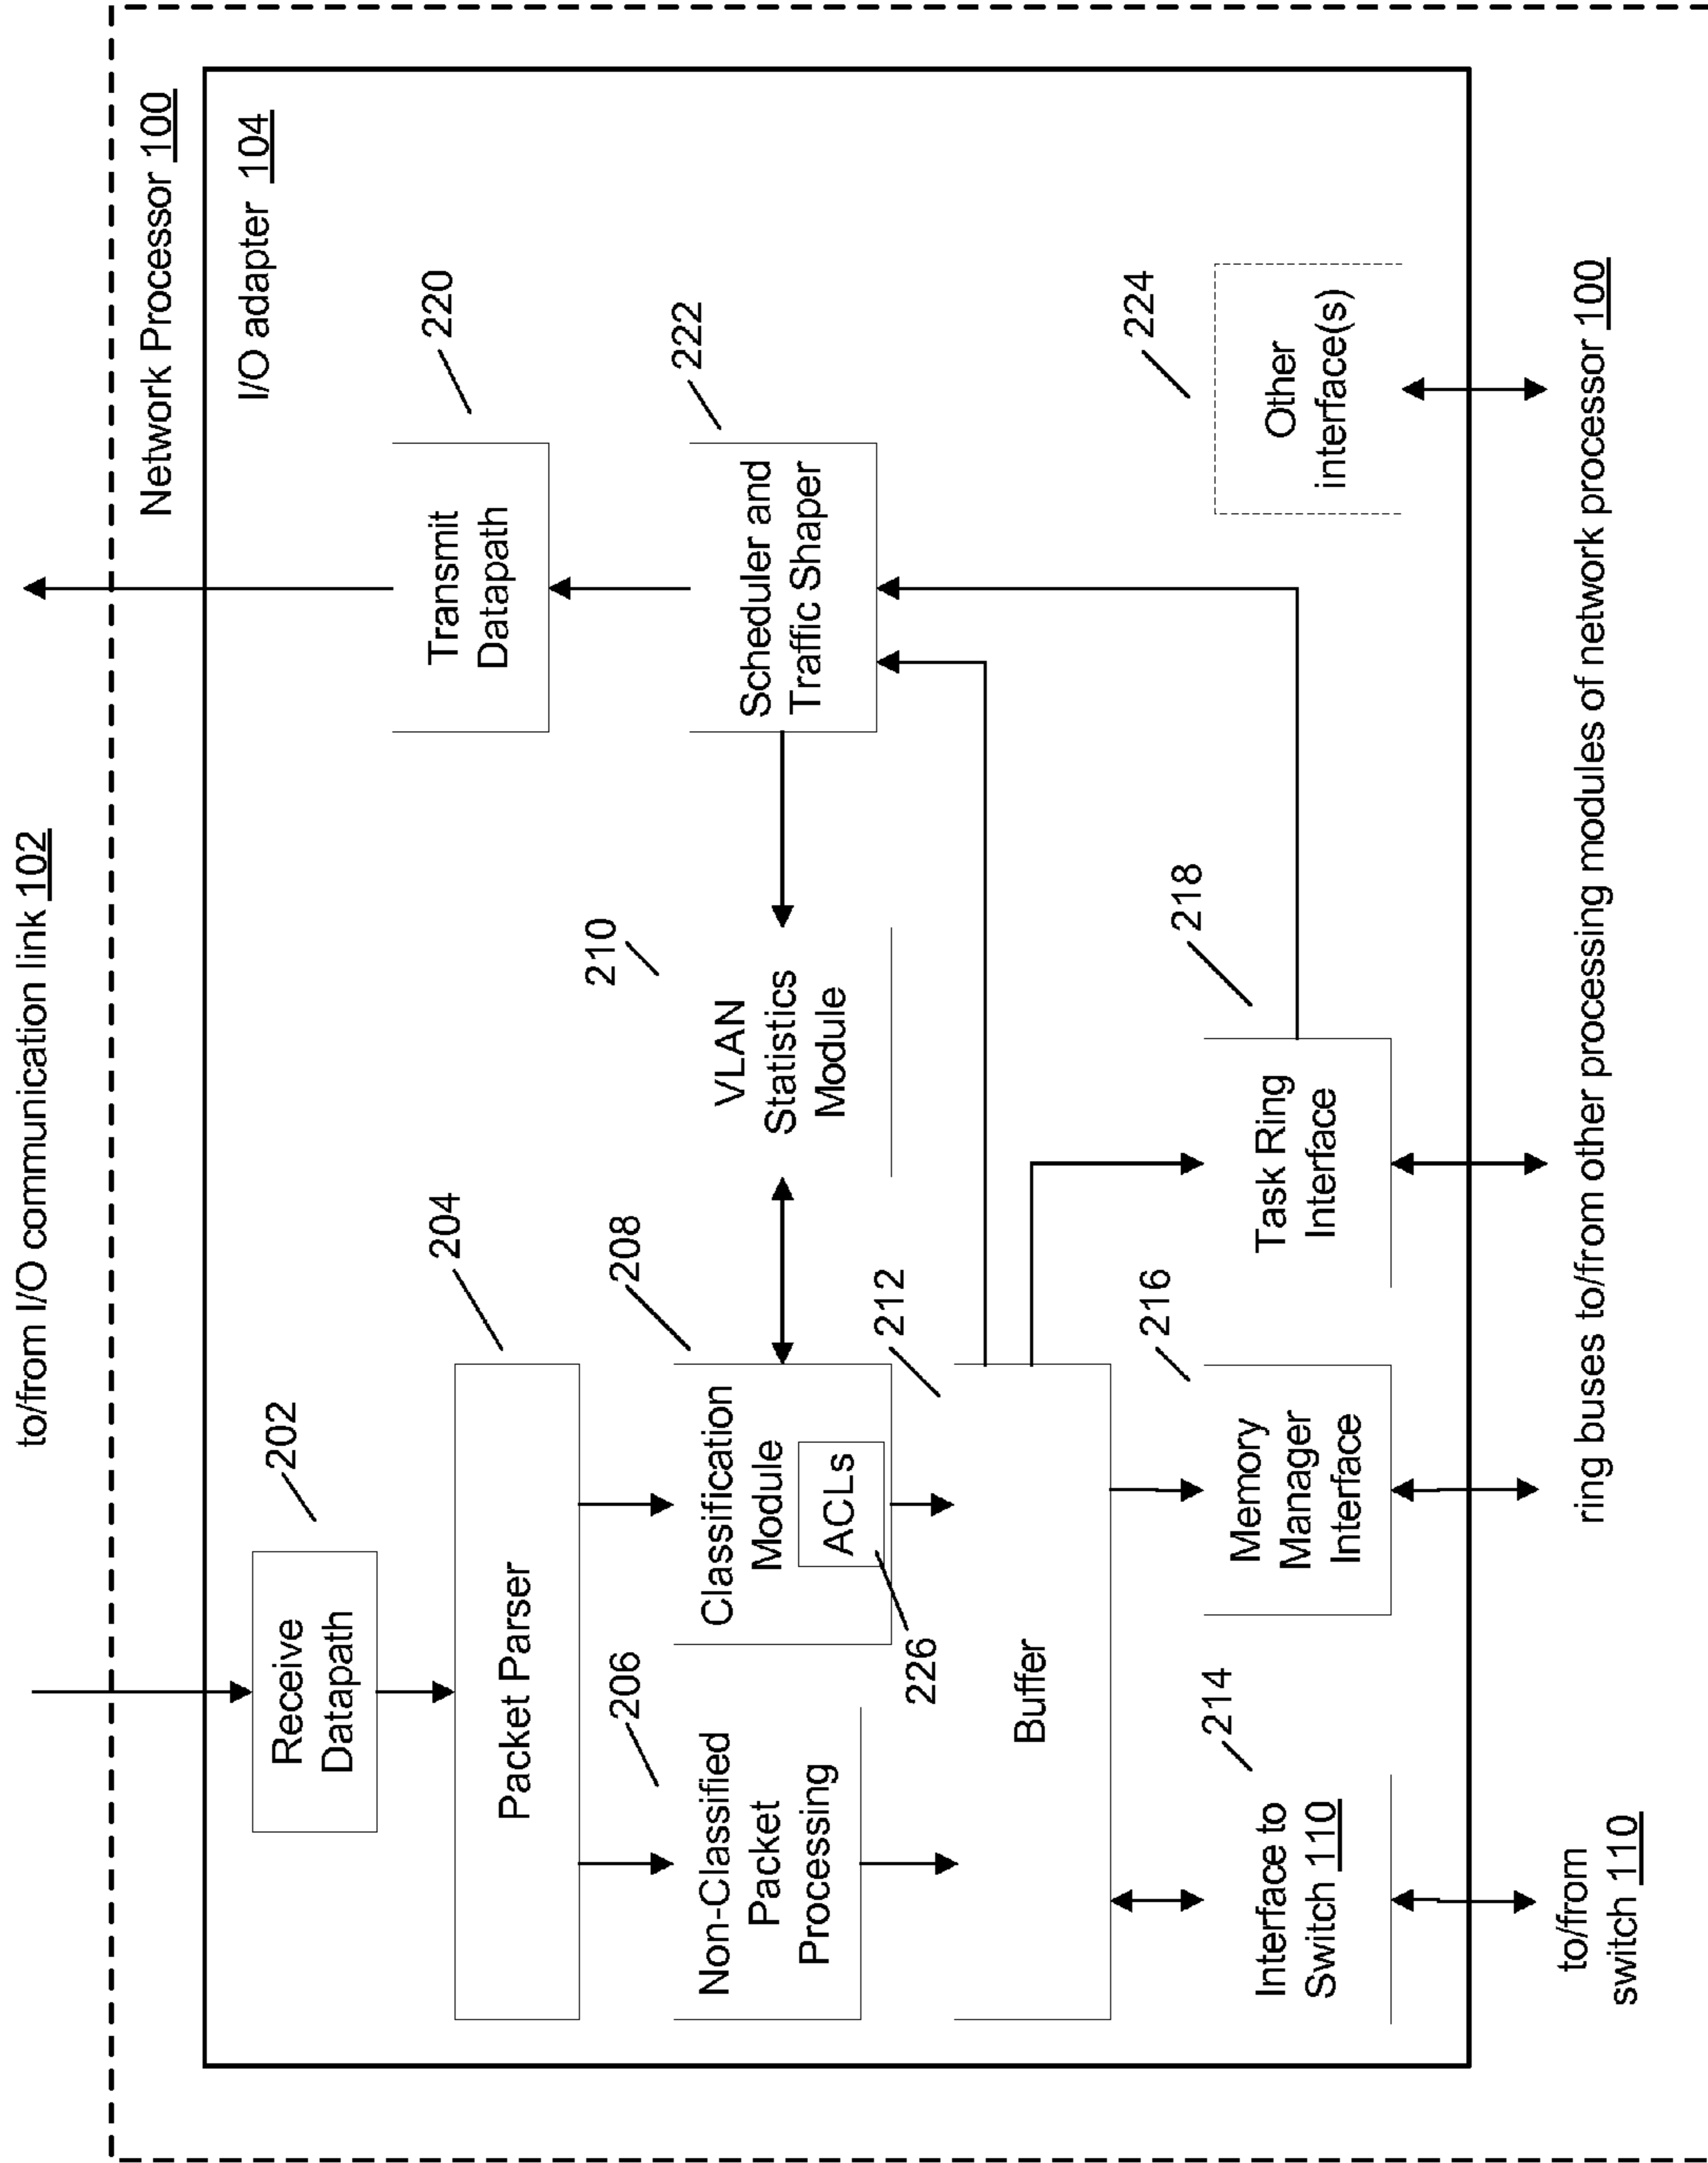 to/from I/O communication link 102
Network Processor 100
I/O adapter 104
202
Receive
Datapath
220
Transmit
Datapath
204
Packet Parser
206
Non-Classified
Packet
Processing
208
Classification
Module
ACLs
226
210
VLAN
Statistics
Module
222
Scheduler and
Traffic Shaper
212
Buffer
214
Interface to
Switch 110
216
Memory
Manager
Interface
218
Task Ring
Interface
224
Other
interface(s)
to/from
switch 110
ring buses to/from other processing modules of network processor 100